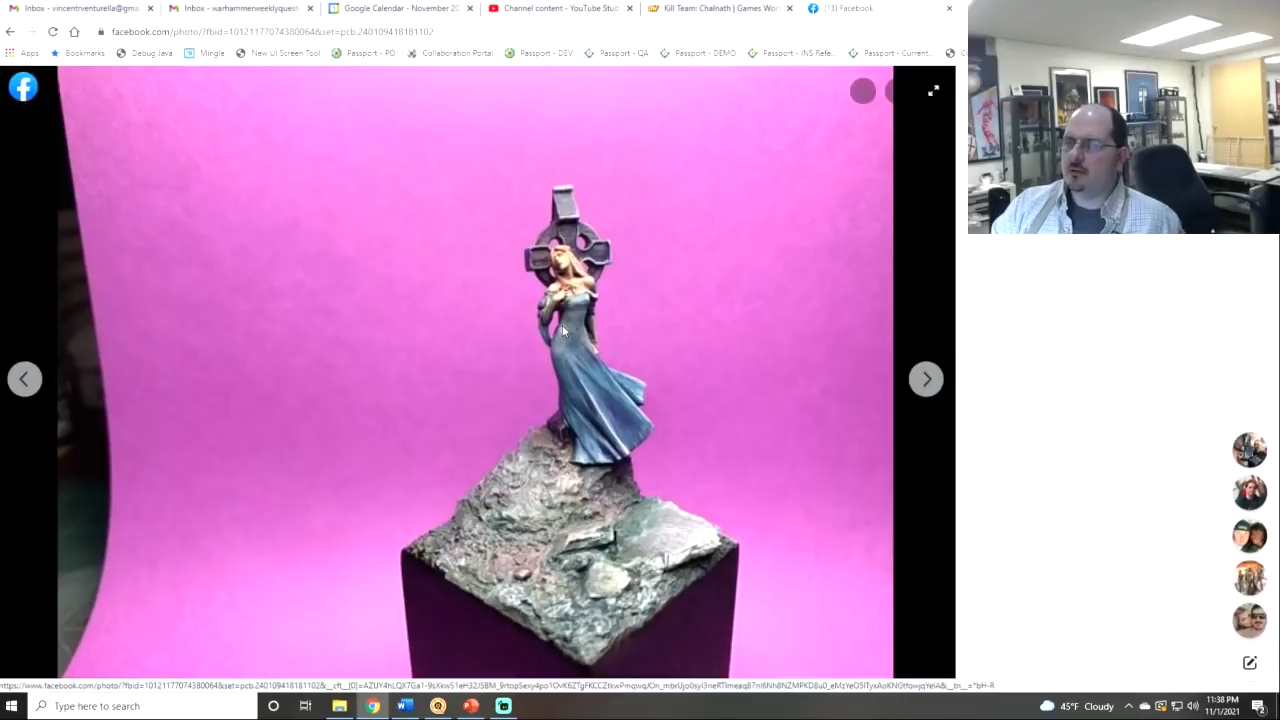 Inbox - vincentrventurella@gma
Inbox - warhammerweeklyquest
Google Calendar - November 20
Channel content - YouTube Stud
Kill Team: Chalnath | Games Wor
(13) Facebook
facebook.com/photo/?fbid=10121177074380064&set=pcb.2401094181181102
Apps
Bookmarks
Debug Java
Mingle
New UI Screen Tool
Passport - PO
Collaboration Portal
Passport - DEV
Passport - QA
Passport - DEMO
Passport - INS Refe...
Passport - Current...
Type here to search
45°F Cloudy
11:38 PM
11/1/2021
2